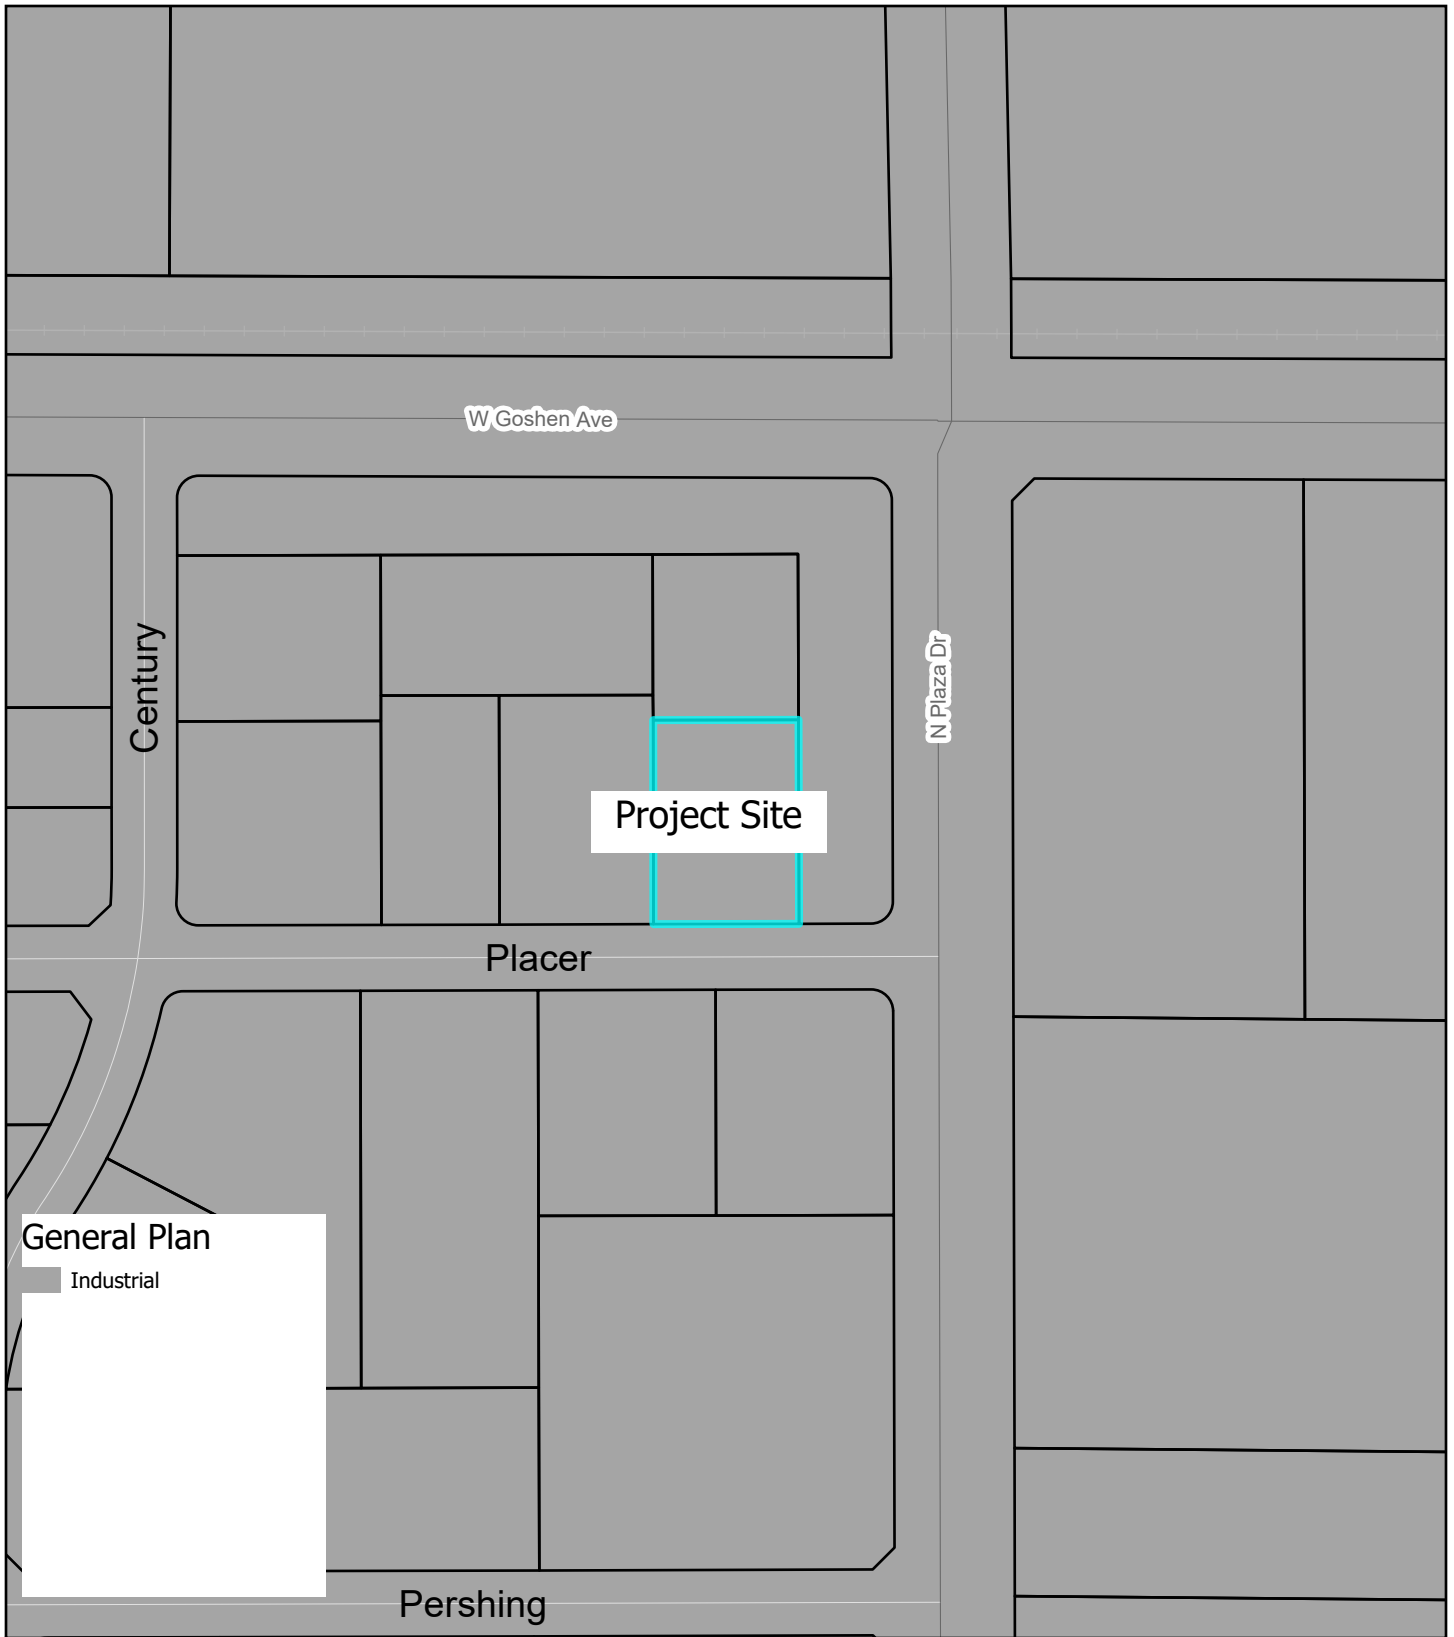 W Goshen Ave
Century
N Plaza Dr
Project Site
Placer
General Plan
Industrial
Pershing